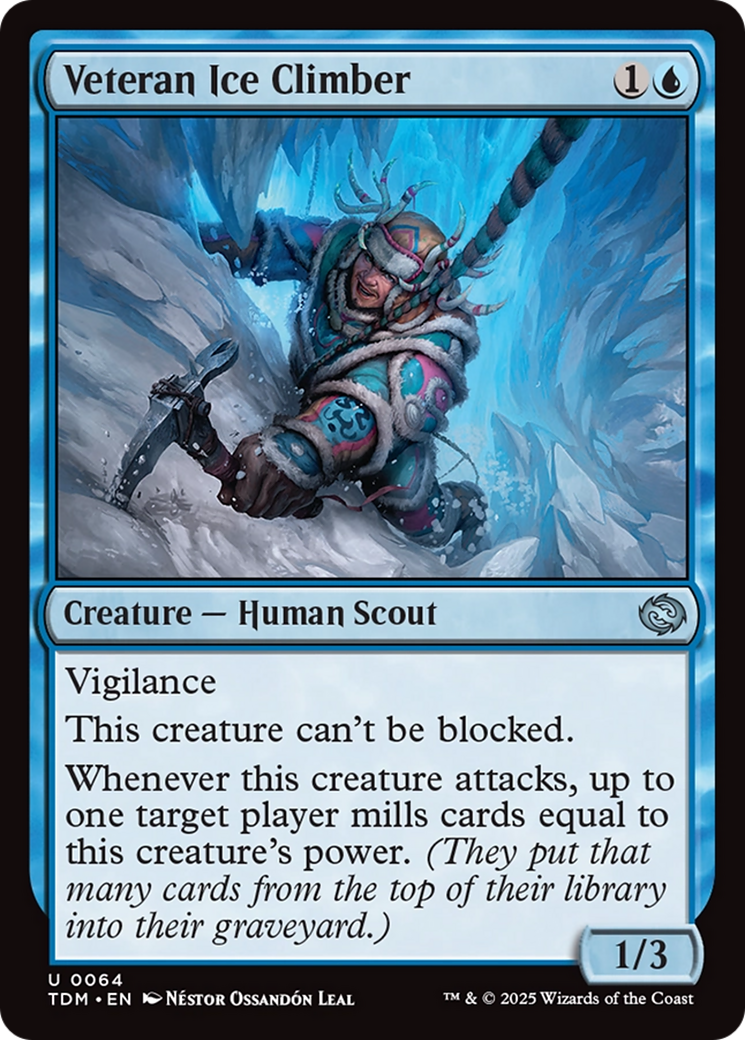 Veteran Ice Climber 1
Creature — Human Scout
Vigilance
This creature can't be blocked.
Whenever this creature attacks, up to
one target player mills cards equal to
this creature's power. (They put that
many cards from the top of their library
into their graveyard.)
1/3
U 0064
TDM • EN Néstor Ossandón Leal
™ & © 2025 Wizards of the Coast